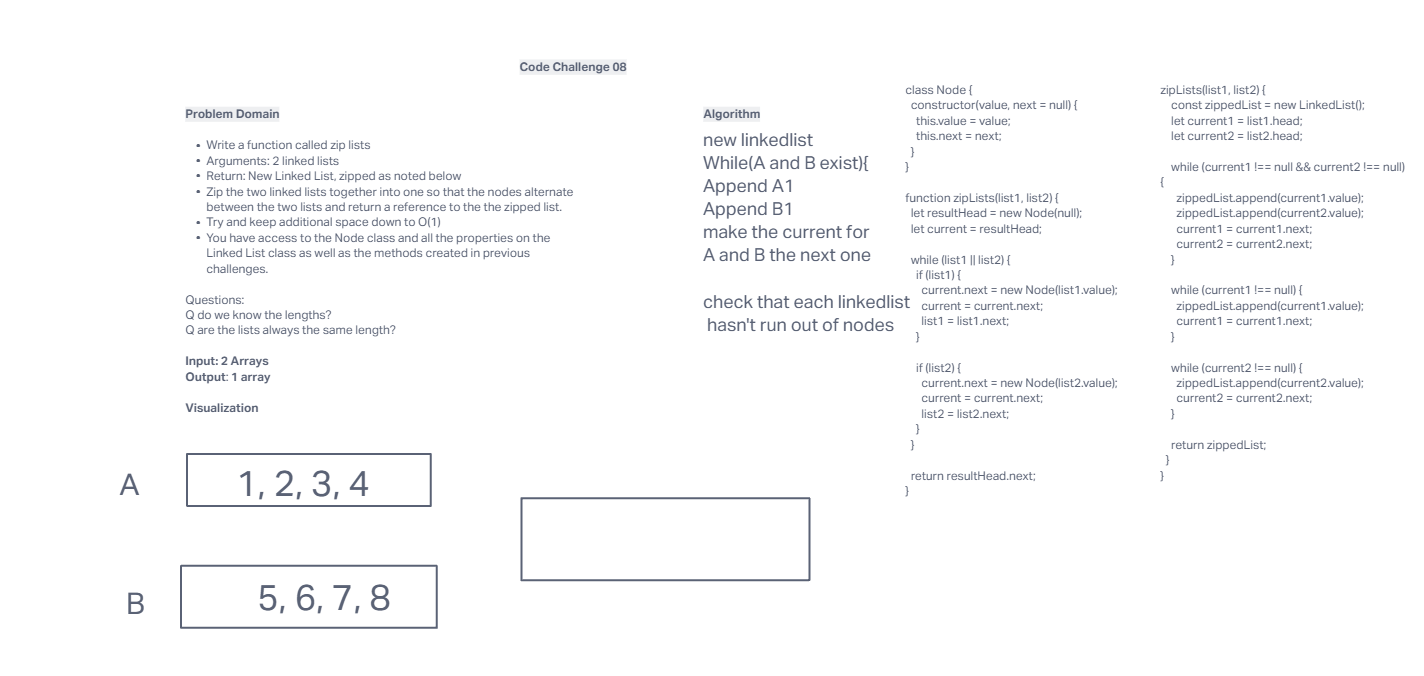 Code Challenge 08
Problem Domain
• Write a function called zip lists
• Arguments: 2 linked lists
• Return: New Linked List, zipped as noted below
• Zip the two linked lists together into one so that the nodes alternate
between the two lists and return a reference to the the zipped list.
• Try and keep additional space down to O(1)
• You have access to the Node class and all the properties on the
Linked List class as well as the methods created in previous
challenges.
Questions:
Q do we know the lengths?
Q are the lists always the same length?
Input: 2 Arrays
Output: 1 array
Visualization
A
1, 2, 3, 4
B
5, 6, 7, 8
Algorithm
new linkedlist
While(A and B exist){
Append A1
Append B1
make the current for
A and B the next one
check that each linkedlist
hasn't run out of nodes
class Node {
constructor(value, next = null) {
this.value = value;
this.next = next;
}
}
function zipLists(list1, list2) {
let resultHead = new Node(null);
let current = resultHead;
while (list1 || list2) {
if (list1) {
current.next = new Node(list1.value);
current = current.next;
list1 = list1.next;
}
if (list2) {
current.next = new Node(list2.value);
current = current.next;
list2 = list2.next;
}
}
return resultHead.next;
}
zipLists(list1, list2) {
const zippedList = new LinkedList();
let current1 = list1.head;
let current2 = list2.head;
while (current1 !== null && current2 !== null)
{
zippedList.append(current1.value);
zippedList.append(current2.value);
current1 = current1.next;
current2 = current2.next;
}
while (current1 !== null) {
zippedList.append(current1.value);
current1 = current1.next;
}
while (current2 !== null) {
zippedList.append(current2.value);
current2 = current2.next;
}
return zippedList;
}
}